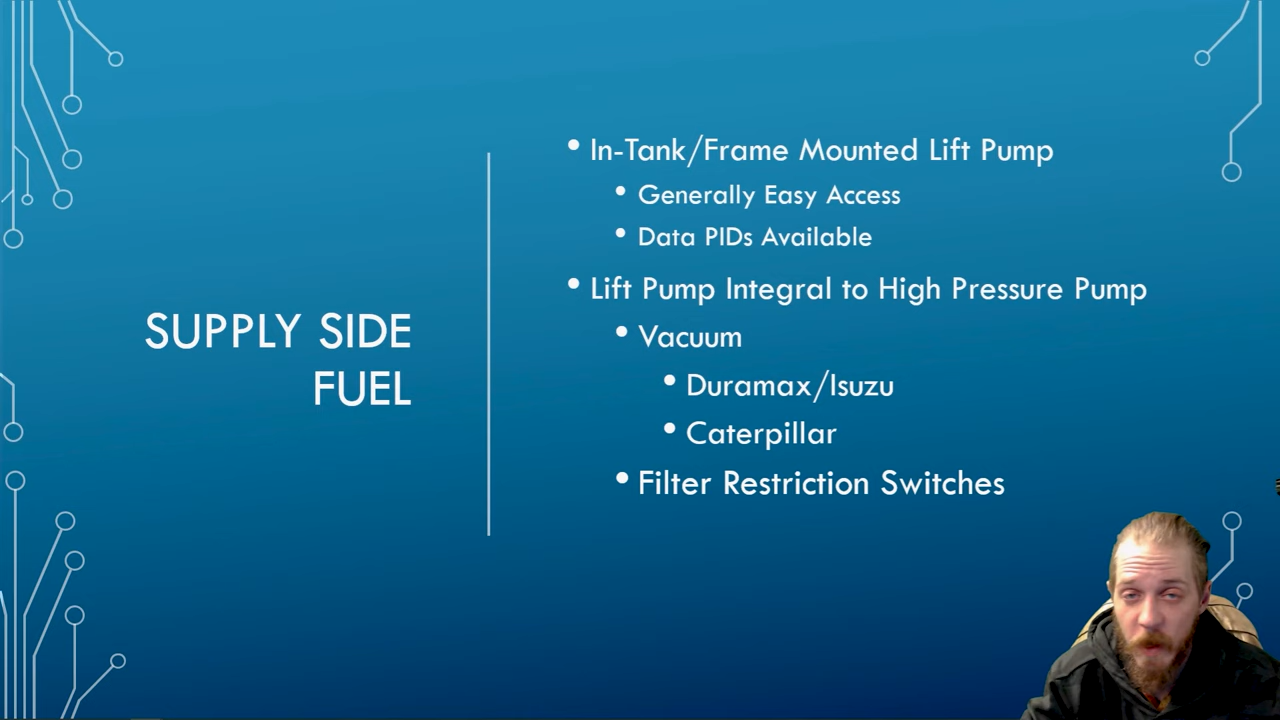 SUPPLY SIDE
FUEL
• In-Tank/Frame Mounted Lift Pump
• Generally Easy Access
• Data PIDs Available
• Lift Pump Integral to High Pressure Pump
• Vacuum
• Duramax/Isuzu
• Caterpillar
• Filter Restriction Switches